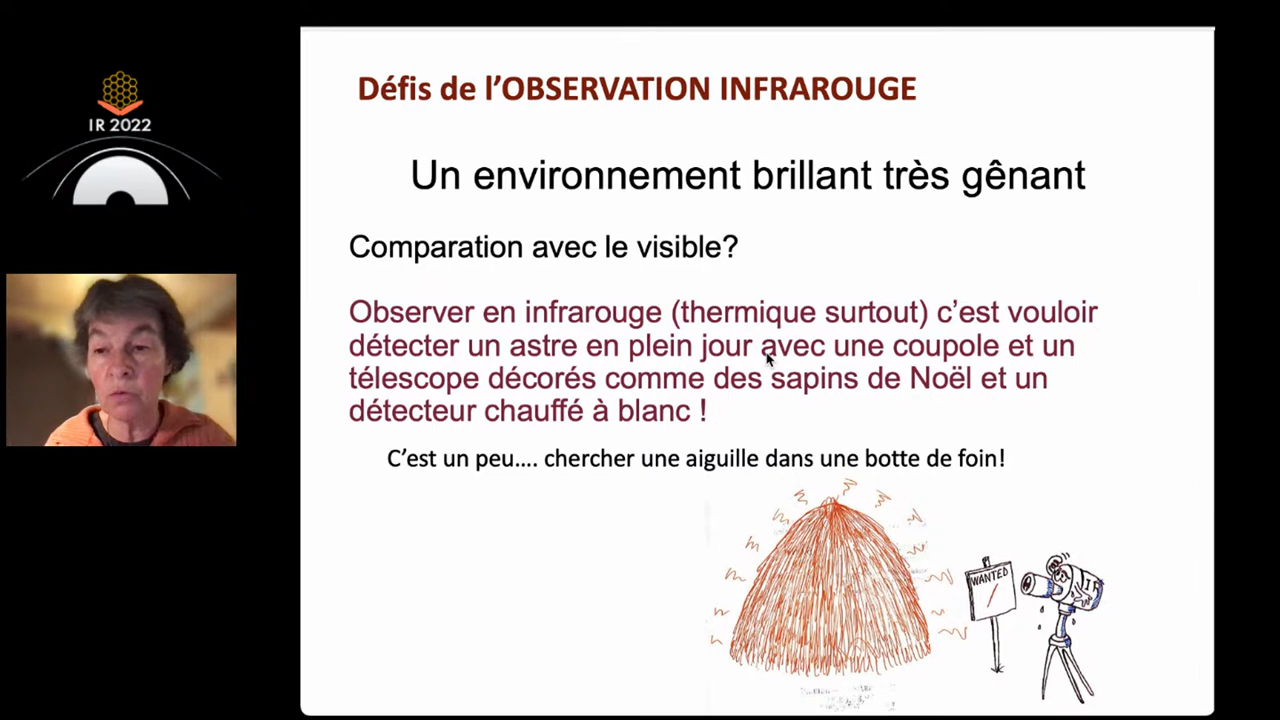 IR 2022
Défis de l’OBSERVATION INFRAROUGE
Un environnement brillant très gênant
Comparation avec le visible?
Observer en infrarouge (thermique surtout) c’est vouloir
détecter un astre en plein jour avec une coupole et un
télescope décorés comme des sapins de Noël et un
détecteur chauffé à blanc !
C’est un peu…. chercher une aiguille dans une botte de foin!
WANTED
IR